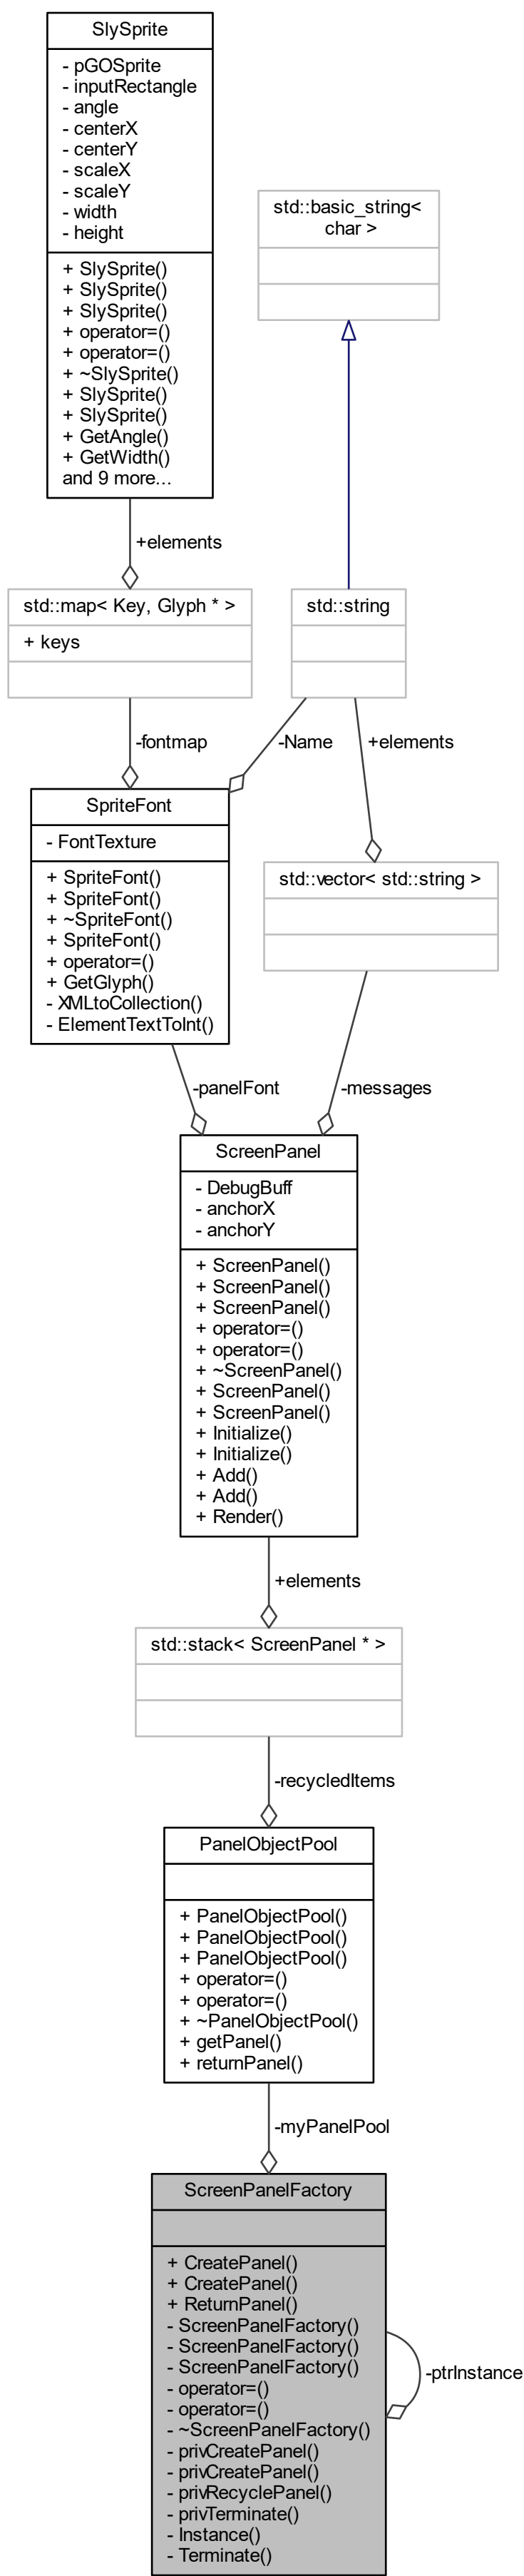 SlySprite
- pGOSprite
- inputRectangle
- angle
- centerX
- centerY
- scaleX
- scaleY
- width
- height
+ SlySprite()
+ SlySprite()
+ SlySprite()
+ operator=()
+ operator=()
+ ~SlySprite()
+ SlySprite()
+ SlySprite()
+ GetAngle()
+ GetWidth()
and 9 more...
std::basic_string<
char >
+elements
std::map< Key, Glyph * >
+ keys
std::string
-fontmap
-Name
+elements
SpriteFont
- FontTexture
+ SpriteFont()
+ SpriteFont()
+ ~SpriteFont()
+ SpriteFont()
+ operator=()
+ GetGlyph()
- XMLtoCollection()
- ElementTextToInt()
std::vector< std::string >
-panelFont
-messages
ScreenPanel
- DebugBuff
- anchorX
- anchorY
+ ScreenPanel()
+ ScreenPanel()
+ ScreenPanel()
+ operator=()
+ operator=()
+ ~ScreenPanel()
+ ScreenPanel()
+ ScreenPanel()
+ Initialize()
+ Initialize()
+ Add()
+ Add()
+ Render()
+elements
std::stack< ScreenPanel * >
-recycledItems
PanelObjectPool
+ PanelObjectPool()
+ PanelObjectPool()
+ PanelObjectPool()
+ operator=()
+ operator=()
+ ~PanelObjectPool()
+ getPanel()
+ returnPanel()
-myPanelPool
ScreenPanelFactory
+ CreatePanel()
+ CreatePanel()
+ ReturnPanel()
- ScreenPanelFactory()
- ScreenPanelFactory()
- ScreenPanelFactory()
- operator=()
- operator=()
- ~ScreenPanelFactory()
- privCreatePanel()
- privCreatePanel()
- privRecyclePanel()
- privTerminate()
- Instance()
- Terminate()
-ptrInstance